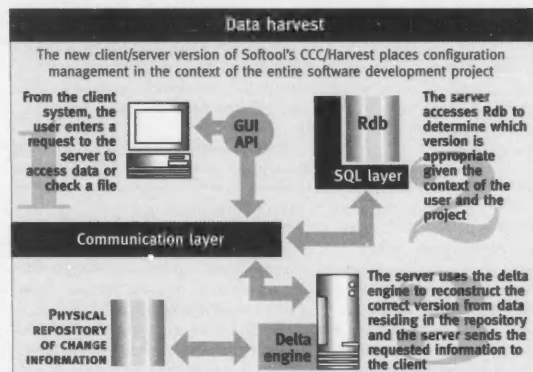 Data harvest
The new client/server version of Softool's CCC/Harvest places configuration
management in the context of the entire software development project
1
From the client
system, the
user enters a
request to the
server to
access data or
check a file
GUI
API
Rdb
SQL layer
2
The server
accesses Rdb to
determine which
version is
appropriate
given the
context of the
user and the
project
Communication layer
PHYSICAL
REPOSITORY
OF CHANGE
INFORMATION
Delta
engine
3
The server uses the delta
engine to reconstruct the
correct version from data
residing in the repository
and the server sends the
requested information to
the client